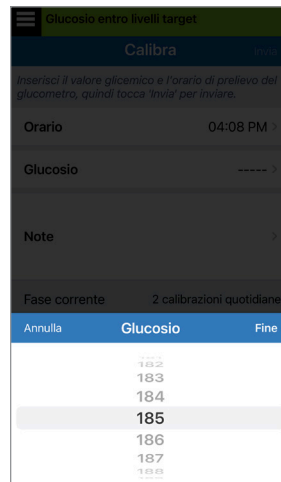 Glucosio entro livelli target
Calibra
Invia
Inserisci il valore glicemico e l'orario di prelievo del
glucometro, quindi tocca 'Invia' per inviare.
Orario 04:08 PM >
Glucosio ----- >
Note >
Fase corrente 2 calibrazioni quotidiane
Annulla Glucosio Fine
182
183
184
185
186
187
188